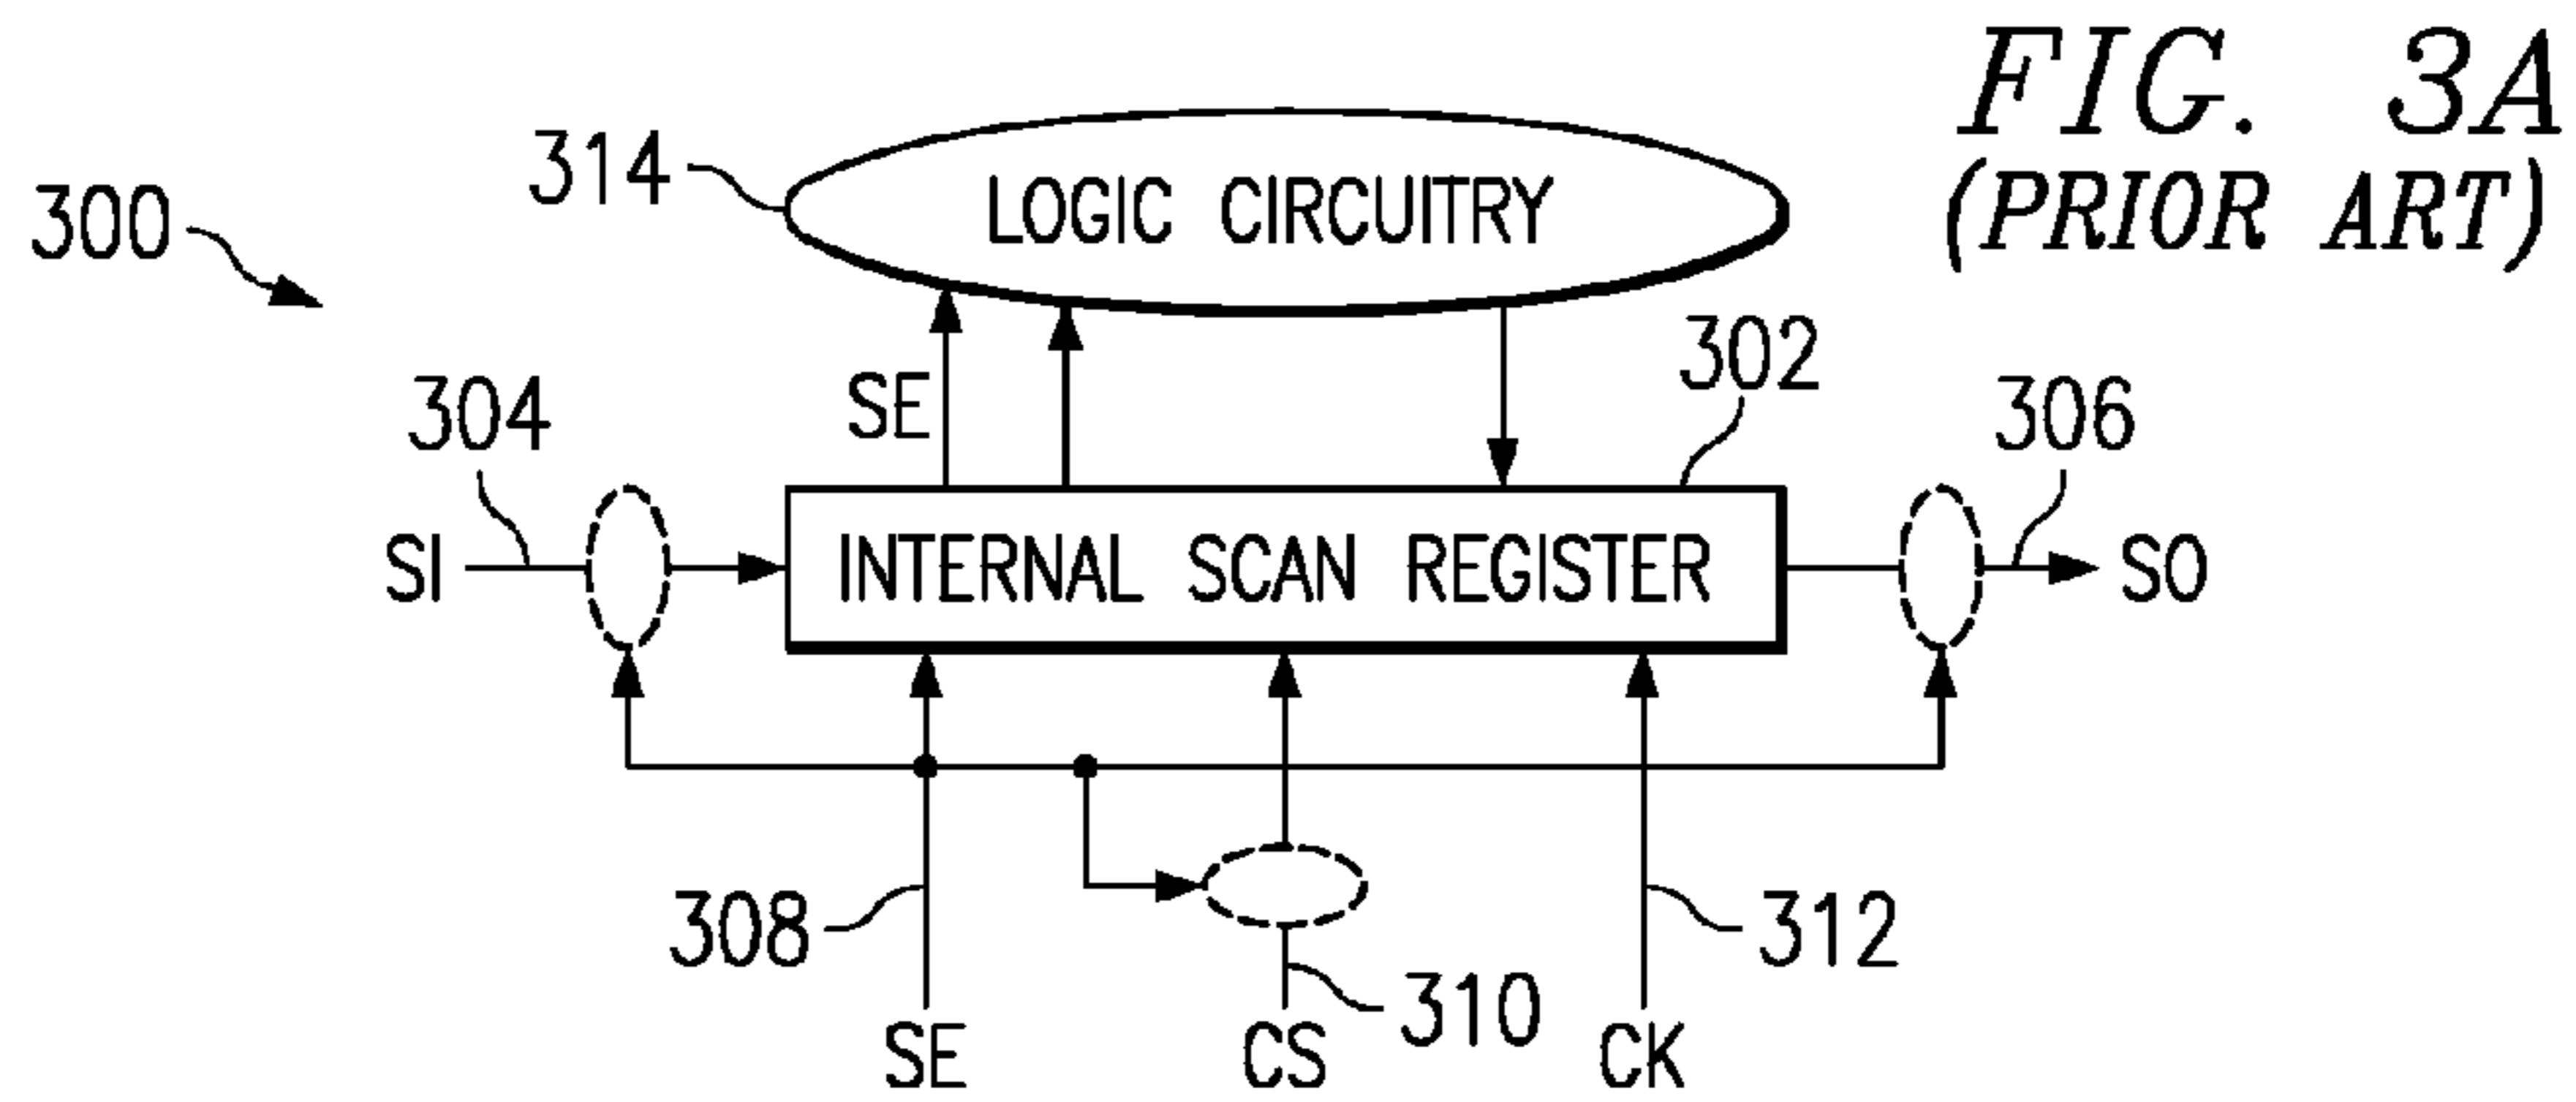 FIG. 3A
(PRIOR ART)
300
314
LOGIC CIRCUITRY
302
304
SE
306
SI
INTERNAL SCAN REGISTER
SO
308
310
312
SE
CS
CK